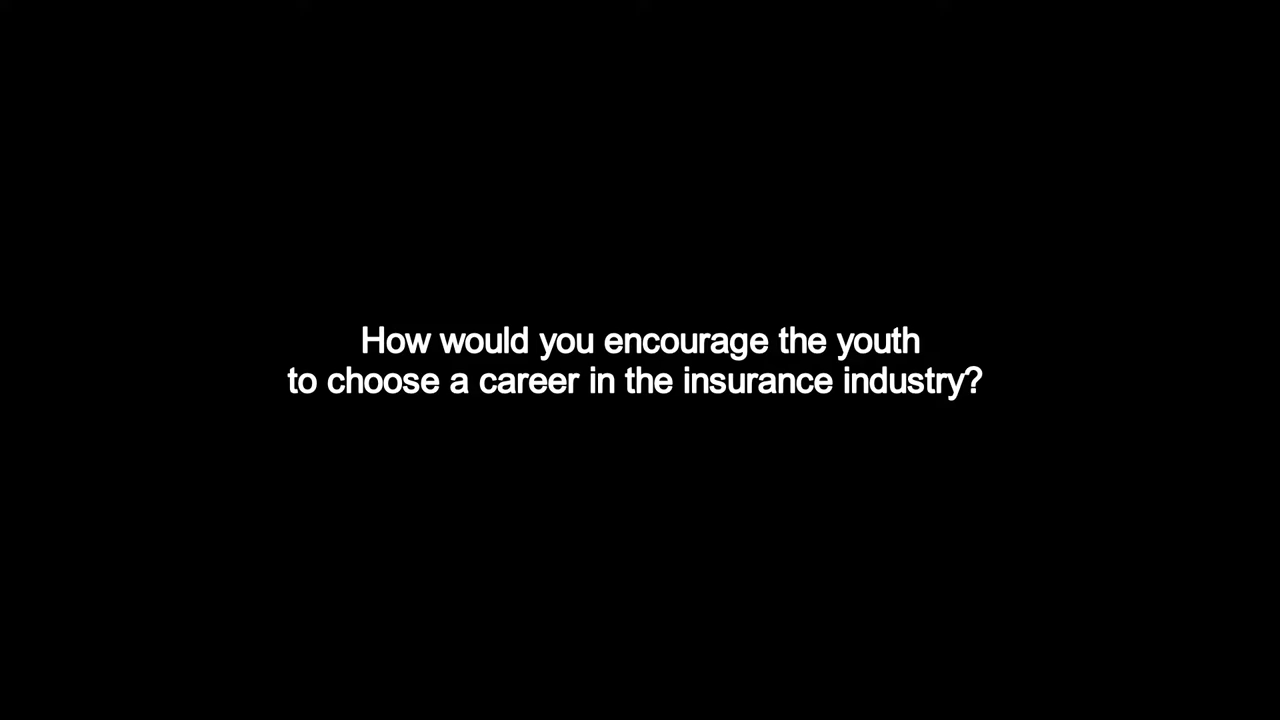 How would you encourage the youth
to choose a career in the insurance industry?